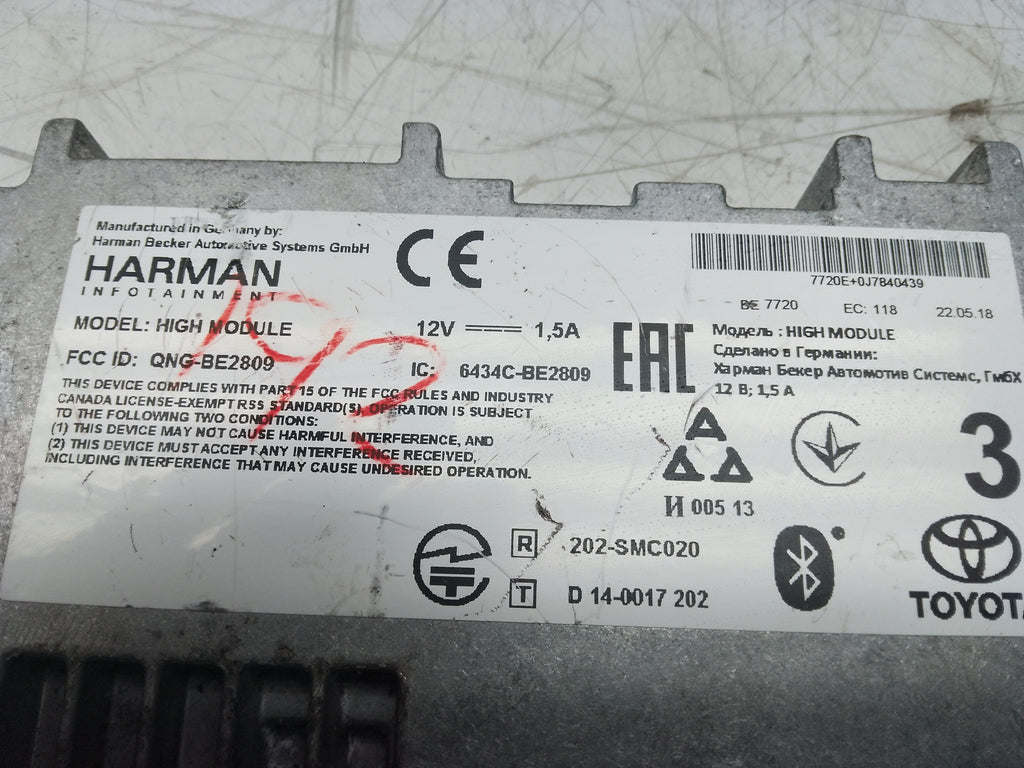 Manufactured in Germany by:
Harman Becker Automotive Systems GmbH
HARMAN
INFOTAINMENT
CE
7720E+0J7840439
BE 7720 EC: 118 22.05.18
MODEL: HIGH MODULE 12V 1,5A
FCC ID: QNG-BE2809 IC: 6434C-BE2809
THIS DEVICE COMPLIES WITH PART 15 OF THE FCC RULES AND INDUSTRY
CANADA LICENSE-EXEMPT RSS STANDARD(S). OPERATION IS SUBJECT
TO THE FOLLOWING TWO CONDITIONS:
(1) THIS DEVICE MAY NOT CAUSE HARMFUL INTERFERENCE, AND
(2) THIS DEVICE MUST ACCEPT ANY INTERFERENCE RECEIVED,
INCLUDING INTERFERENCE THAT MAY CAUSE UNDESIRED OPERATION.
192
EAC
Модель : HIGH MODULE
Сделано в Германии:
Харман Бекер Аутомотив Системс, ГмбХ
12 В; 1,5 А
И 005 13
3
R 202-SMC020
T D 14-0017 202
TOYOTA